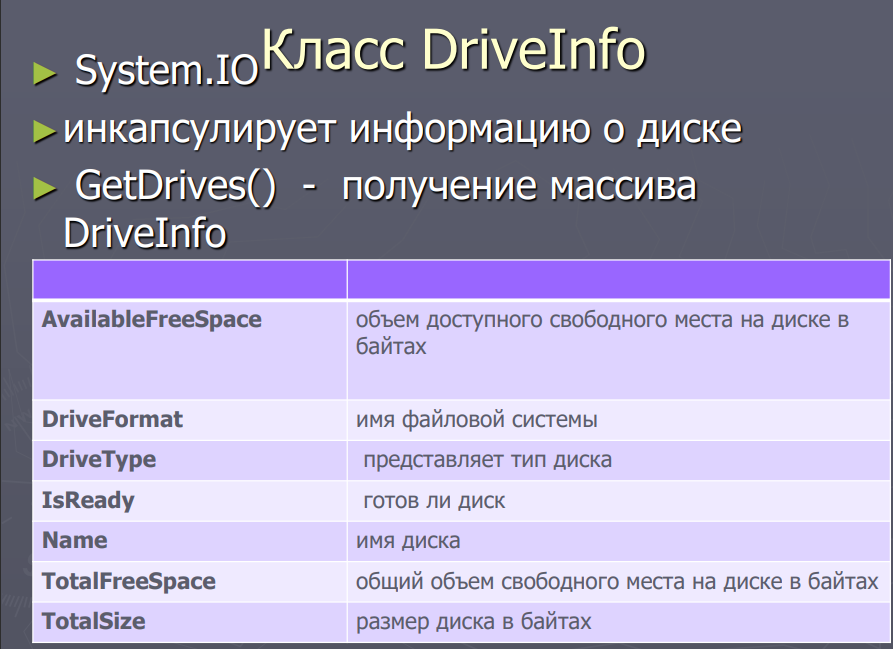 Класс DriveInfo
System.IO
инкапсулирует информацию о диске
GetDrives() - получение массива
DriveInfo
AvailableFreeSpace объем доступного свободного места на диске в
байтах
DriveFormat имя файловой системы
DriveType представляет тип диска
IsReady готов ли диск
Name имя диска
TotalFreeSpace общий объем свободного места на диске в байтах
TotalSize размер диска в байтах